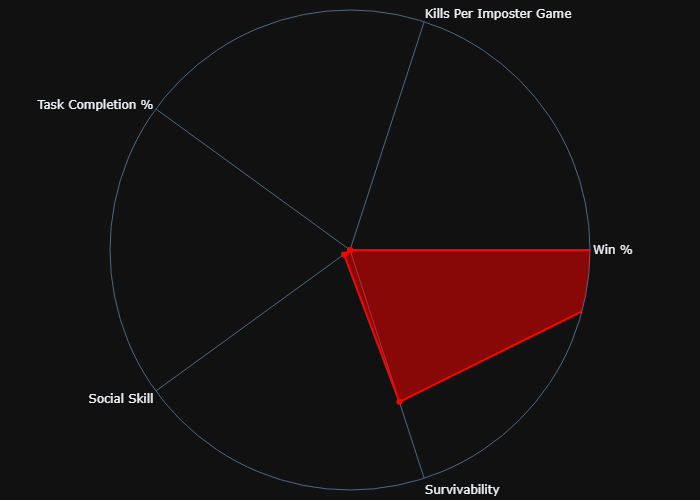 Kills Per Imposter Game
Task Completion %
Win %
Social Skill
Survivability